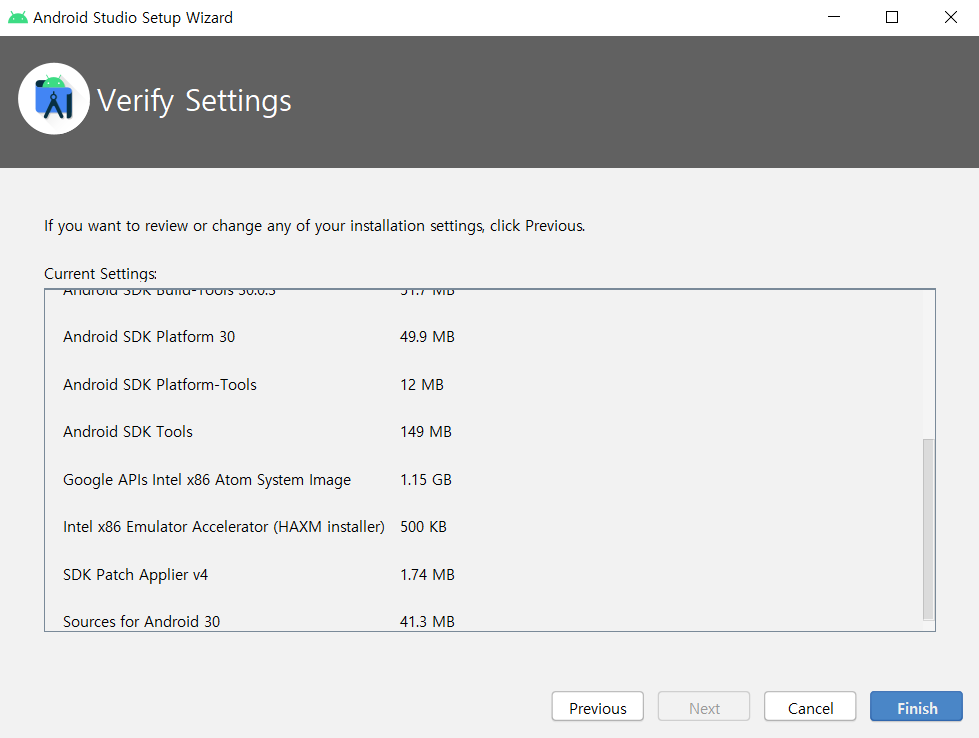 Android Studio Setup Wizard
Verify Settings
If you want to review or change any of your installation settings, click Previous.
Current Settings:
Android SDK Build-Tools 30.0.3 51.7 MB
Android SDK Platform 30 49.9 MB
Android SDK Platform-Tools 12 MB
Android SDK Tools 149 MB
Google APIs Intel x86 Atom System Image 1.15 GB
Intel x86 Emulator Accelerator (HAXM installer) 500 KB
SDK Patch Applier v4 1.74 MB
Sources for Android 30 41.3 MB
Previous Next Cancel Finish